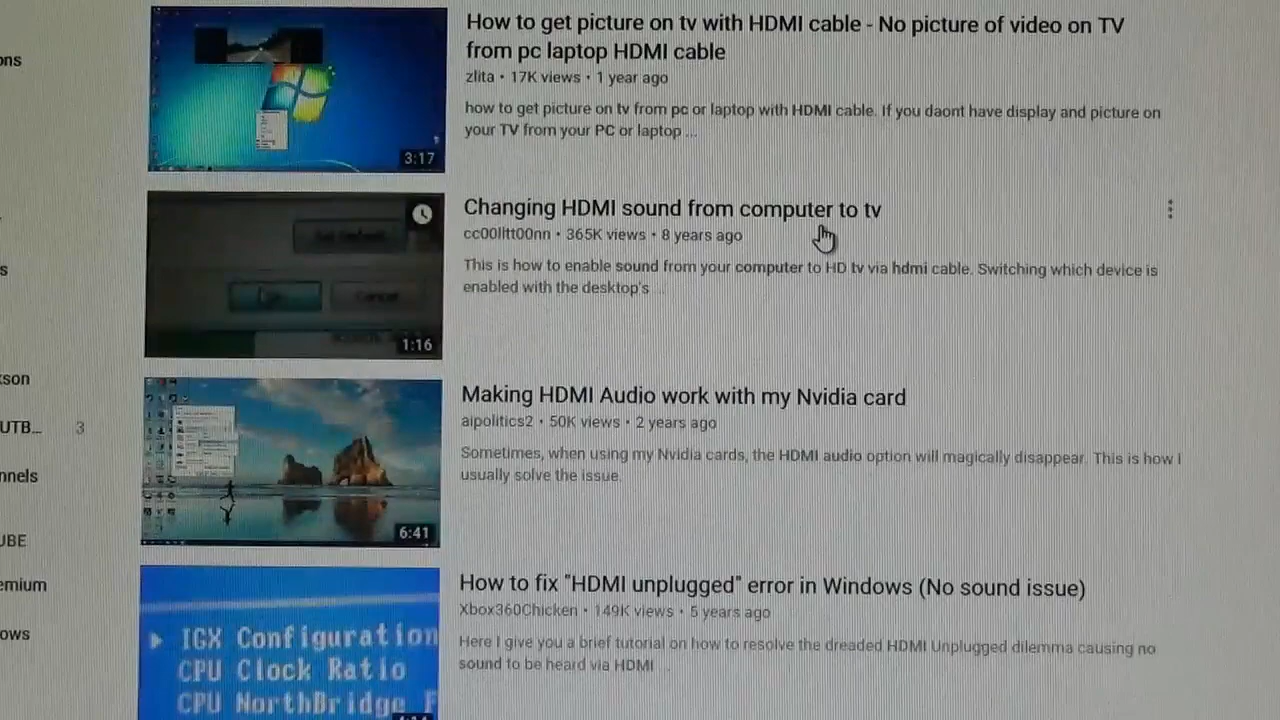 ons
How to get picture on tv with HDMI cable - No picture of video on TV
from pc laptop HDMI cable
zlita • 17K views • 1 year ago
how to get picture on tv from pc or laptop with HDMI cable. If you daont have display and picture on
your TV from your PC or laptop ...
3:17
Changing HDMI sound from computer to tv
cc00lltt00nn • 365K views • 8 years ago
s
This is how to enable sound from your computer to HD tv via hdmi cable. Switching which device is
enabled with the desktop's ...
Cancel
1:16
kson
Making HDMI Audio work with my Nvidia card
UTB... 3
aipolitics2 • 50K views • 2 years ago
Sometimes, when using my Nvidia cards, the HDMI audio option will magically disappear. This is how I
usually solve the issue.
nnels
6:41
UBE
emium
How to fix "HDMI unplugged" error in Windows (No sound issue)
Xbox360Chicken • 149K views • 5 years ago
ows
Here I give you a brief tutorial on how to resolve the dreaded HDMI Unplugged dilemma causing no
sound to be heard via HDMI ...
IGX Configuration
CPU Clock Ratio
CPU NorthBridge F